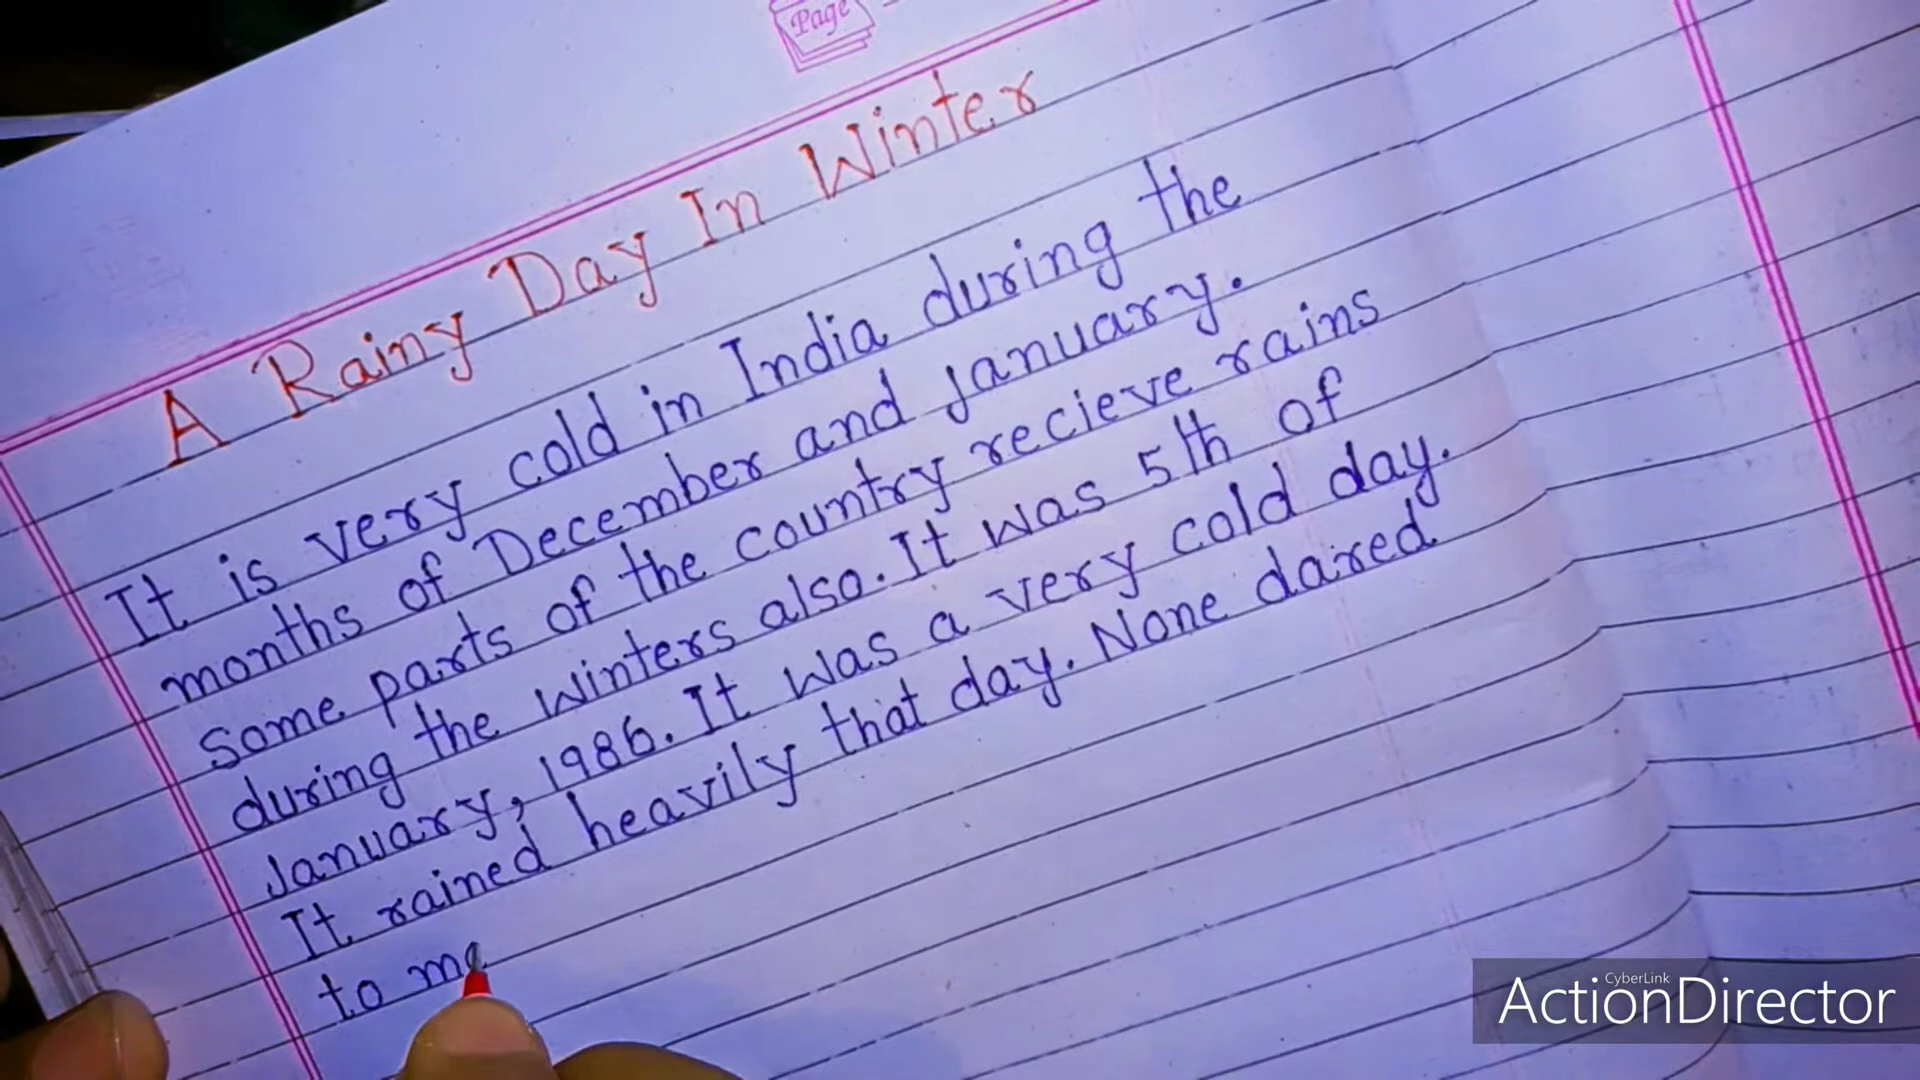 Page
A Rainy Day In Winter
It is very cold in India during the
months of December and January.
Some parts of the country recieve rains
during the winters also. It was 5th of
January, 1986. It was a very cold day.
It rained heavily that day. None dared
to mo
CyberLink
ActionDirector